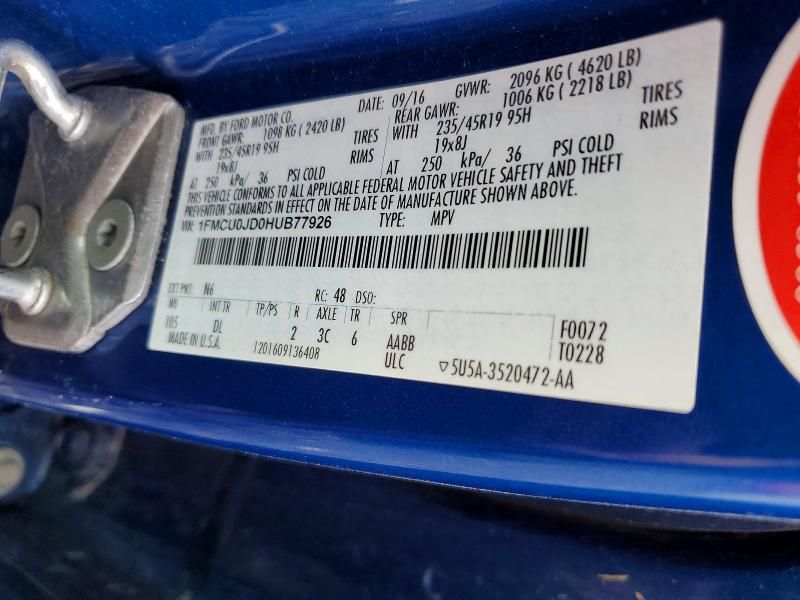 MFD. BY FORD MOTOR CO.
DATE: 09/16 GVWR: 2096 KG ( 4620 LB)
FRONT GAWR: 1098 KG ( 2420 LB)
REAR GAWR: 1006 KG ( 2218 LB)
WITH 235/45R19 95H TIRES
WITH 235/45R19 95H TIRES
19x8J RIMS
19x8J RIMS
AT 250 kPa/ 36 PSI COLD
AT 250 kPa/ 36 PSI COLD
THIS VEHICLE CONFORMS TO ALL APPLICABLE FEDERAL MOTOR VEHICLE SAFETY AND THEFT
PREVENTION STANDARDS IN EFFECT ON THE DATE OF MANUFACTURE SHOWN ABOVE.
VIN: 1FMCU0JD0HUB77926 TYPE: MPV
EXT PNT: N6 RC: 48 DSO:
WB INT TR TP/PS R AXLE TR SPR
105 DL 2 3C 6 AABB F0072
MADE IN U.S.A. 1201609136408 ULC T0228
5U5A-3520472-AA